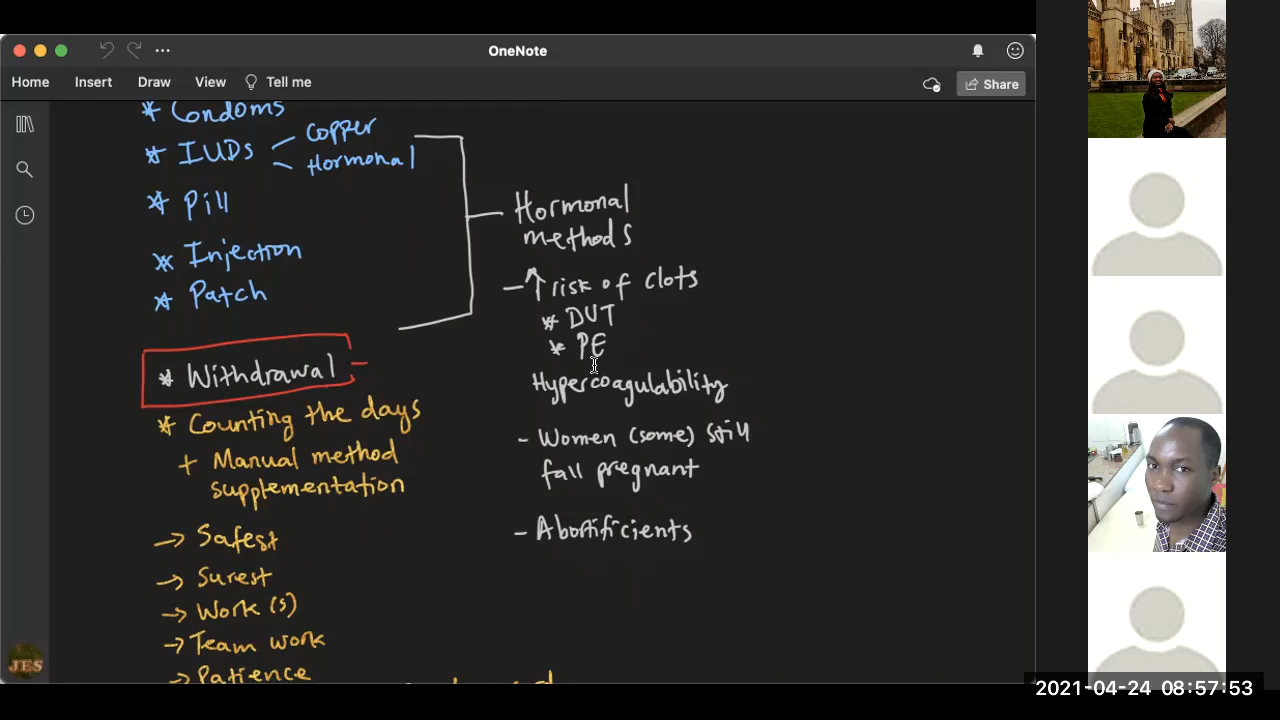 OneNote
Home Insert Draw View Tell me
Share
* Condoms
* IUDs
Copper
Hormonal
* Pill
* Injection
* Patch
* Withdrawal
* Counting the days
+ Manual method
supplementation
→ Safest
→ Surest
→ Work (s)
→ Team work
→ Patience
Hormonal
methods
- ↑ risk of clots
* DVT
* PE
Hypercoagulability
- Women (some) still
fall pregnant
- Abortificients
JES
2021-04-24 08:57:53